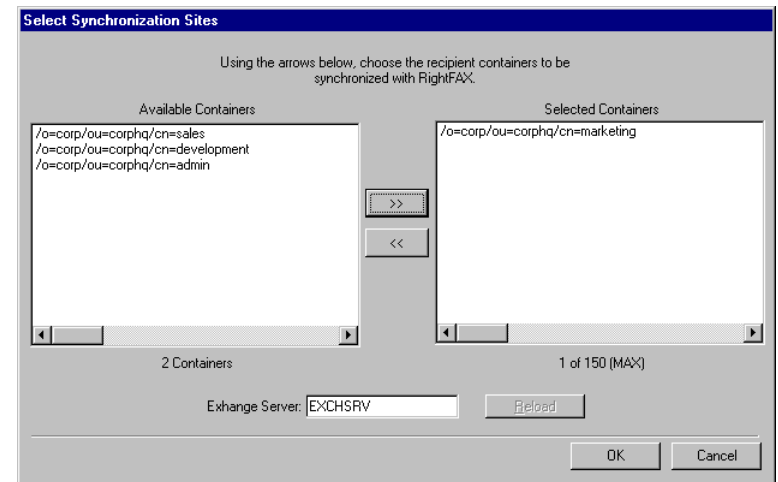 Select Synchronization Sites
Using the arrows below, choose the recipient containers to be
synchronized with RightFAX.
Available Containers
Selected Containers
/o=corp/ou=corphq/cn=sales
/o=corp/ou=corphq/cn=development
/o=corp/ou=corphq/cn=admin
/o=corp/ou=corphq/cn=marketing
>>
<<
2 Containers
1 of 150 (MAX)
Exhange Server: EXCHSRV
Reload
OK
Cancel